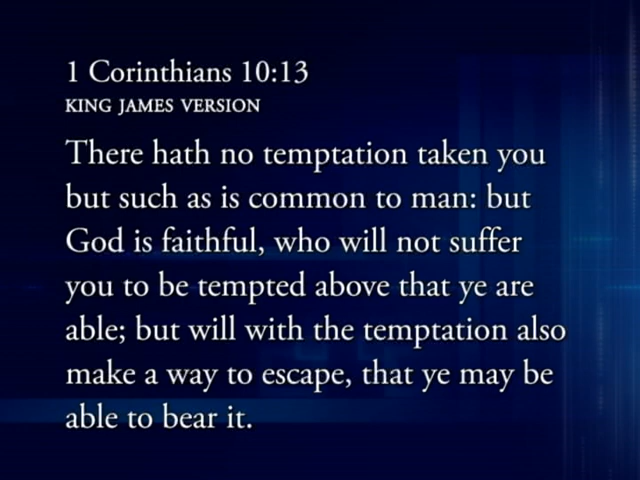 1 Corinthians 10:13
KING JAMES VERSION
There hath no temptation taken you
but such as is common to man: but
God is faithful, who will not suffer
you to be tempted above that ye are
able; but will with the temptation also
make a way to escape, that ye may be
able to bear it.